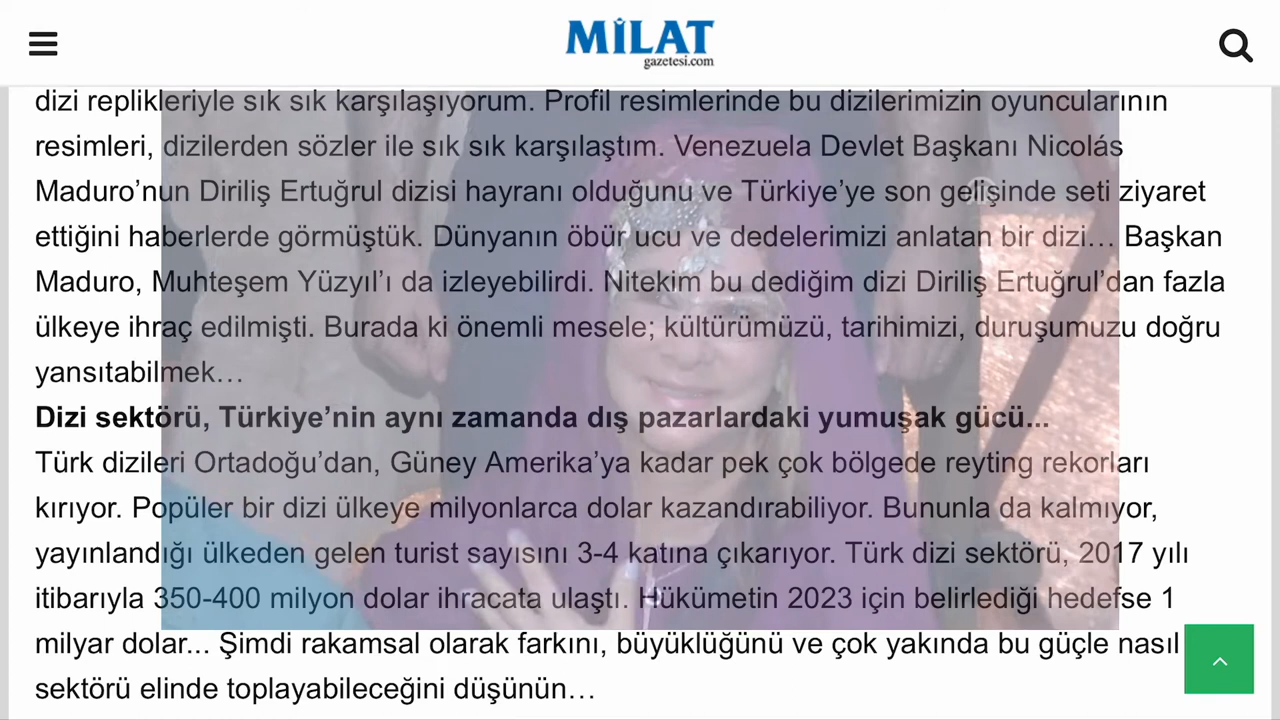 MİLAT
gazetesi.com
dizi replikleriyle sık sık karşılaşıyorum. Profil resimlerinde bu dizilerimizin oyuncularının
resimleri, dizilerden sözler ile sık sık karşılaştım. Venezuela Devlet Başkanı Nicolás
Maduro’nun Diriliş Ertuğrul dizisi hayranı olduğunu ve Türkiye’ye son gelişinde seti ziyaret
ettiğini haberlerde görmüştük. Dünyanın öbür ucu ve dedelerimizi anlatan bir dizi… Başkan
Maduro, Muhteşem Yüzyıl’ı da izleyebilirdi. Nitekim bu dediğim dizi Diriliş Ertuğrul’dan fazla
ülkeye ihraç edilmişti. Burada ki önemli mesele; kültürümüzü, tarihimizi, duruşumuzu doğru
yansıtabilmek…
Dizi sektörü, Türkiye’nin aynı zamanda dış pazarlardaki yumuşak gücü...
Türk dizileri Ortadoğu’dan, Güney Amerika’ya kadar pek çok bölgede reyting rekorları
kırıyor. Popüler bir dizi ülkeye milyonlarca dolar kazandırabiliyor. Bununla da kalmıyor,
yayınlandığı ülkeden gelen turist sayısını 3-4 katına çıkarıyor. Türk dizi sektörü, 2017 yılı
itibarıyla 350-400 milyon dolar ihracata ulaştı. Hükümetin 2023 için belirlediği hedefse 1
milyar dolar... Şimdi rakamsal olarak farkını, büyüklüğünü ve çok yakında bu güçle nasıl
sektörü elinde toplayabileceğini düşünün…